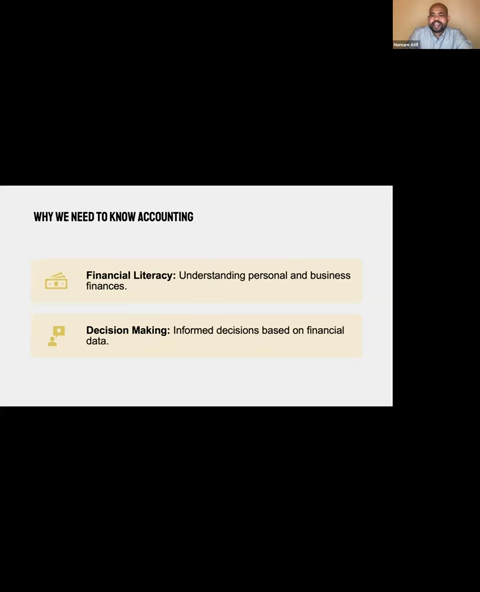 WHY WE NEED TO KNOW ACCOUNTING
Financial Literacy: Understanding personal and business
finances.
Decision Making: Informed decisions based on financial
data.